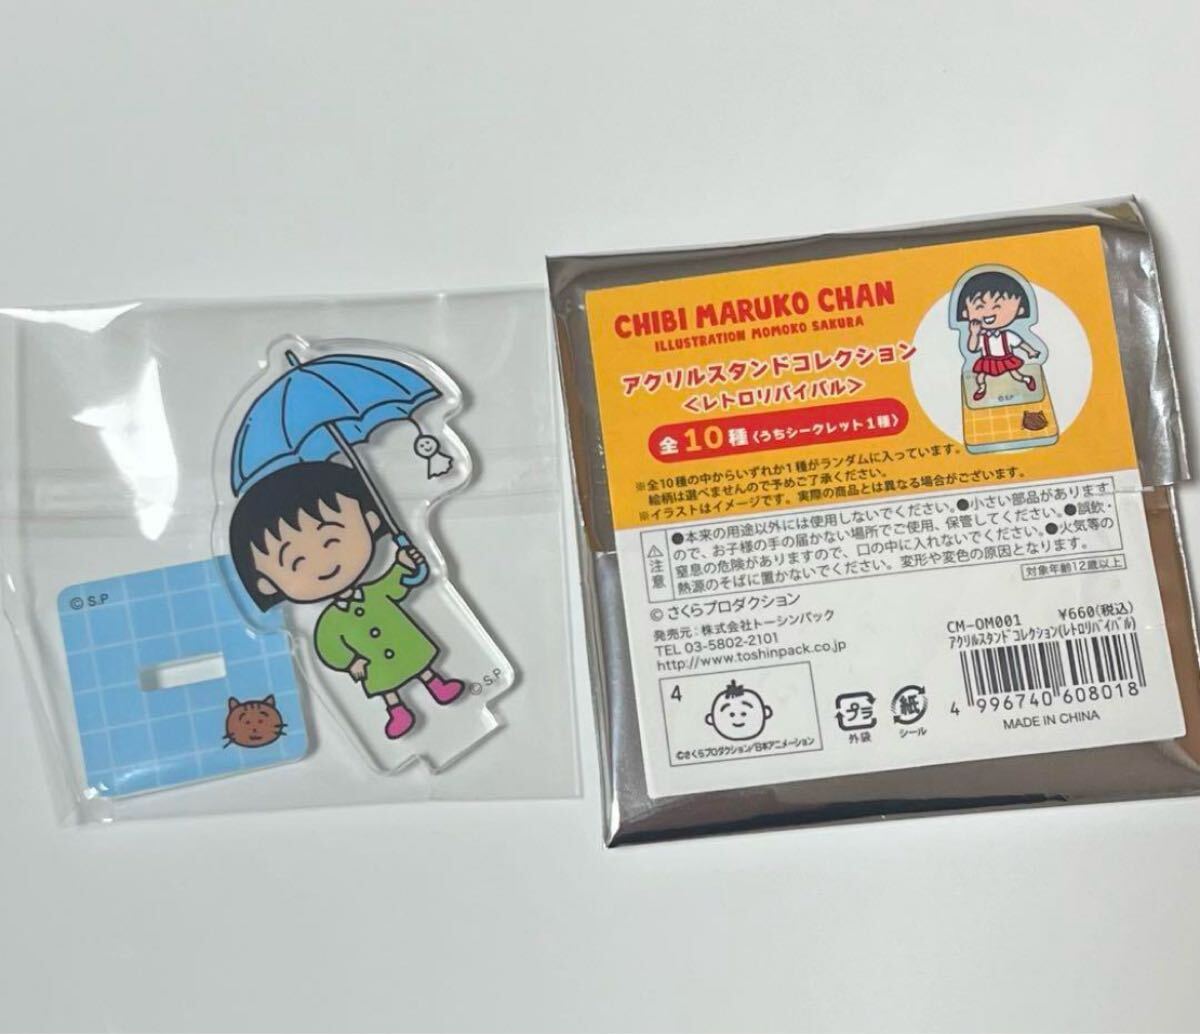 © S.P
© S.P
CHIBI MARUKO CHAN
ILLUSTRATION MOMOKO SAKURA
アクリルスタンドコレクション
＜レトロリバイバル＞
全10種〈うちシークレット1種〉
© S.P
※全10種の中からいずれか1種がランダムに入っています。
絵柄は選べませんので予めご了承ください。
※イラストはイメージです。実際の商品とは異なる場合がございます。
注意
●本来の用途以外には使用しないでください。●小さい部品があります
ので、お子様の手の届かない場所でご使用、保管してください。●誤飲・
窒息の危険がありますので、口の中に入れないでください。●火気等の
熱源のそばに置かないでください。変形や変色の原因となります。
対象年齢12歳以上
© さくらプロダクション
発売元：株式会社トーシンパック
TEL 03-5802-2101
http://www.toshinpack.co.jp
CM-OM001 ¥660(税込)
アクリルスタンドコレクション(レトロリバイバル)
4 996740 608018
MADE IN CHINA
4
©さくらプロダクション/日本アニメーション
プラ
外袋
紙
シール